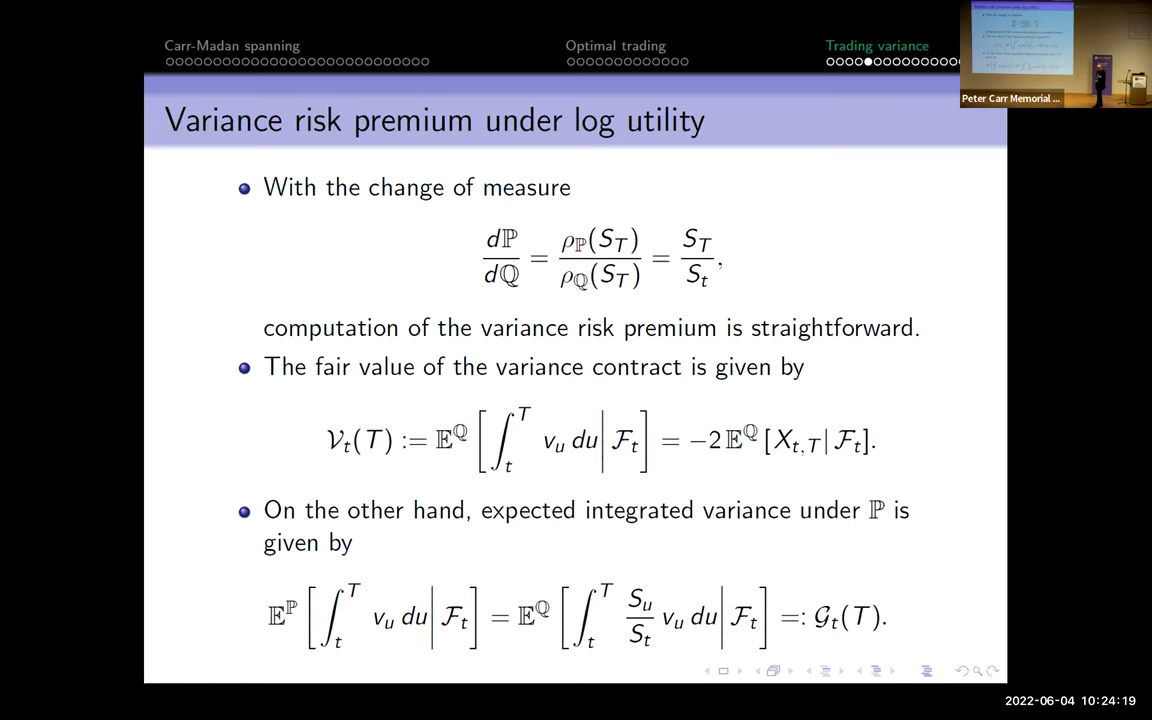 Carr-Madan spanning
Optimal trading
Trading variance
Peter Carr Memorial ...
Variance risk premium under log utility
With the change of measure
dℙ/dℚ = ρ_ℙ(S_T)/ρ_ℚ(S_T) = S_T/S_t,
computation of the variance risk premium is straightforward.
The fair value of the variance contract is given by
𝒱_t(T) := 𝔼^ℚ [ ∫_t^T v_u du | ℱ_t ] = −2 𝔼^ℚ [X_{t,T} | ℱ_t].
On the other hand, expected integrated variance under ℙ is
given by
𝔼^ℙ [ ∫_t^T v_u du | ℱ_t ] = 𝔼^ℚ [ ∫_t^T S_u/S_t v_u du | ℱ_t ] =: 𝒢_t(T).
2022-06-04 10:24:19